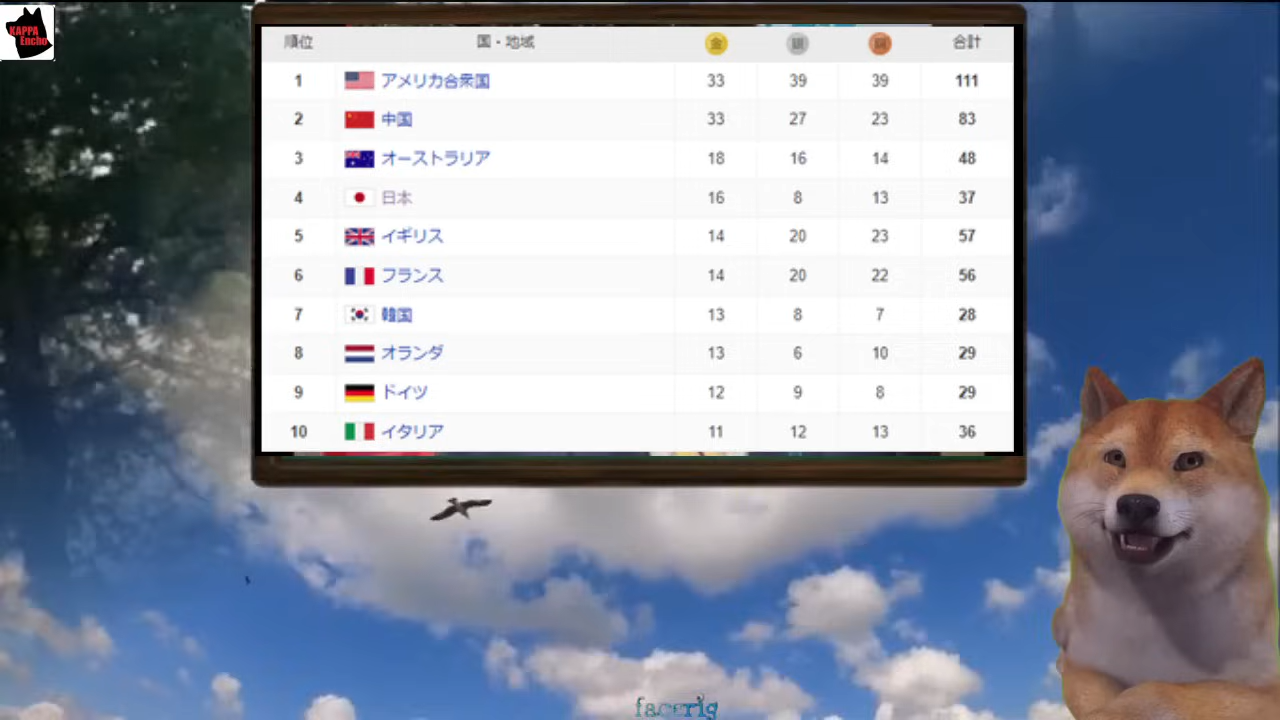 KAPPA
Encho
順位 国・地域 金 銀 銅 合計
1 アメリカ合衆国 33 39 39 111
2 中国 33 27 23 83
3 オーストラリア 18 16 14 48
4 日本 16 8 13 37
5 イギリス 14 20 23 57
6 フランス 14 20 22 56
7 韓国 13 8 7 28
8 オランダ 13 6 10 29
9 ドイツ 12 9 8 29
10 イタリア 11 12 13 36
facerig